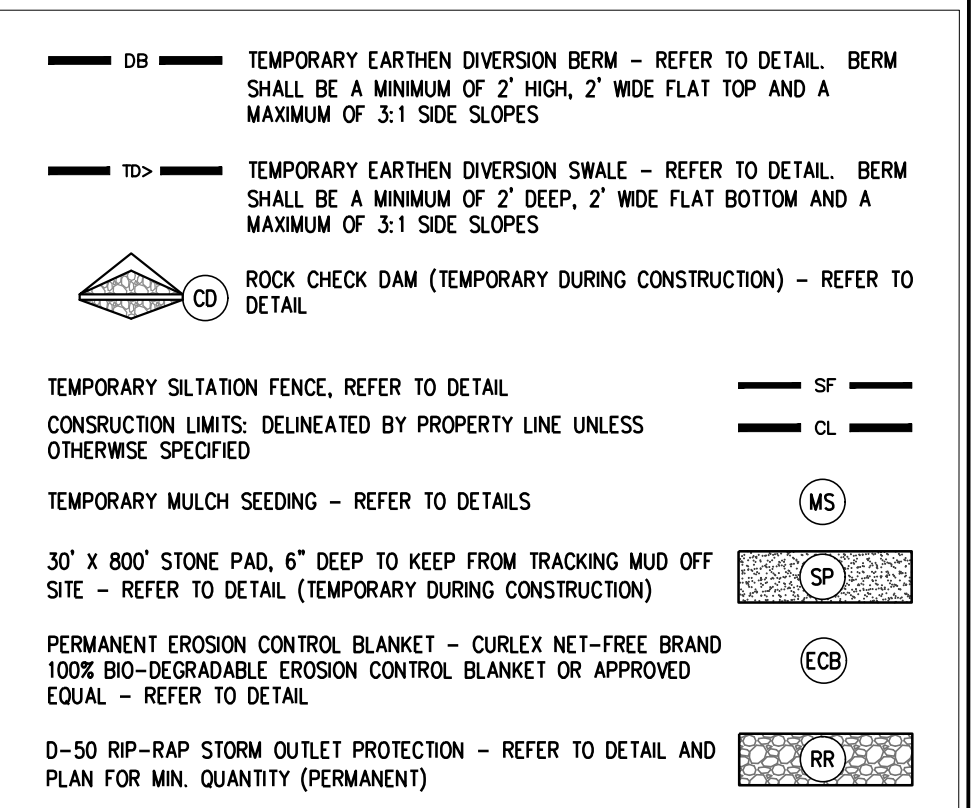 DB TEMPORARY EARTHEN DIVERSION BERM – REFER TO DETAIL. BERM
SHALL BE A MINIMUM OF 2' HIGH, 2' WIDE FLAT TOP AND A
MAXIMUM OF 3:1 SIDE SLOPES
TD> TEMPORARY EARTHEN DIVERSION SWALE – REFER TO DETAIL. BERM
SHALL BE A MINIMUM OF 2' DEEP, 2' WIDE FLAT BOTTOM AND A
MAXIMUM OF 3:1 SIDE SLOPES
CD ROCK CHECK DAM (TEMPORARY DURING CONSTRUCTION) – REFER TO
DETAIL
TEMPORARY SILTATION FENCE, REFER TO DETAIL SF
CONSRUCTION LIMITS: DELINEATED BY PROPERTY LINE UNLESS CL
OTHERWISE SPECIFIED
TEMPORARY MULCH SEEDING – REFER TO DETAILS MS
30' X 800' STONE PAD, 6" DEEP TO KEEP FROM TRACKING MUD OFF SP
SITE – REFER TO DETAIL (TEMPORARY DURING CONSTRUCTION)
PERMANENT EROSION CONTROL BLANKET – CURLEX NET-FREE BRAND
100% BIO-DEGRADABLE EROSION CONTROL BLANKET OR APPROVED ECB
EQUAL – REFER TO DETAIL
D-50 RIP-RAP STORM OUTLET PROTECTION – REFER TO DETAIL AND RR
PLAN FOR MIN. QUANTITY (PERMANENT)